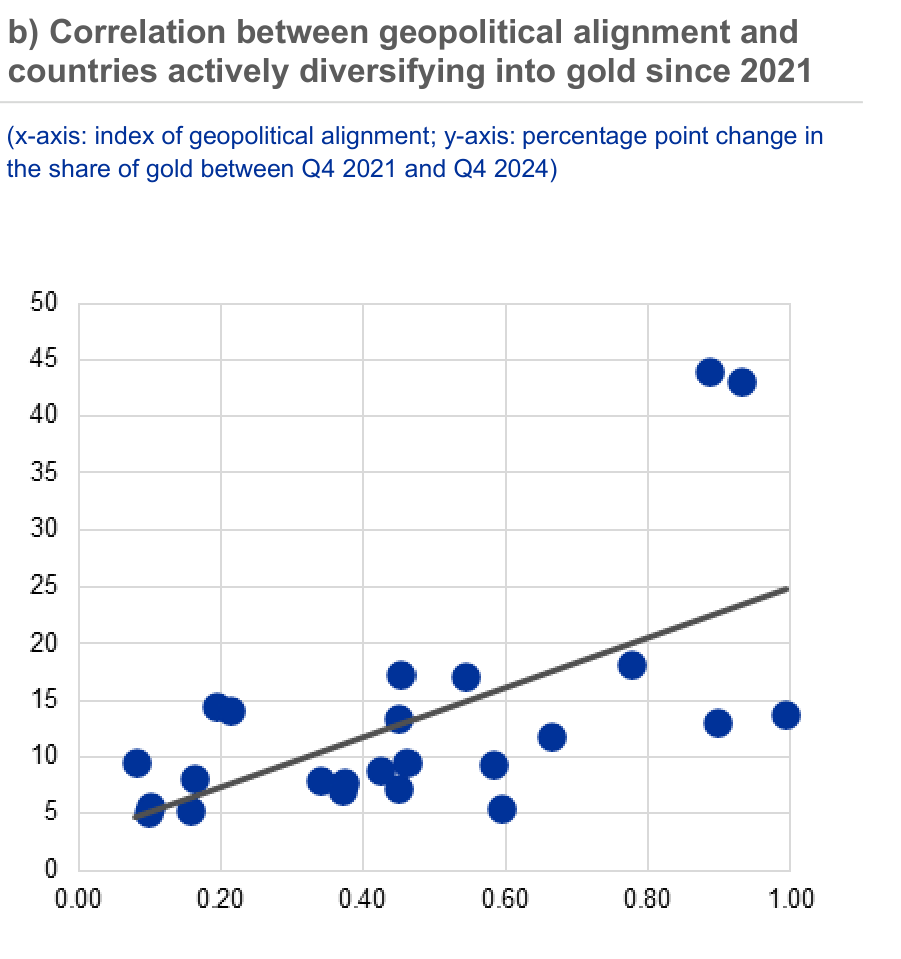 b) Correlation between geopolitical alignment and
countries actively diversifying into gold since 2021
(x-axis: index of geopolitical alignment; y-axis: percentage point change in
the share of gold between Q4 2021 and Q4 2024)
50
45
40
35
30
25
20
15
10
5
0
0.00 0.20 0.40 0.60 0.80 1.00